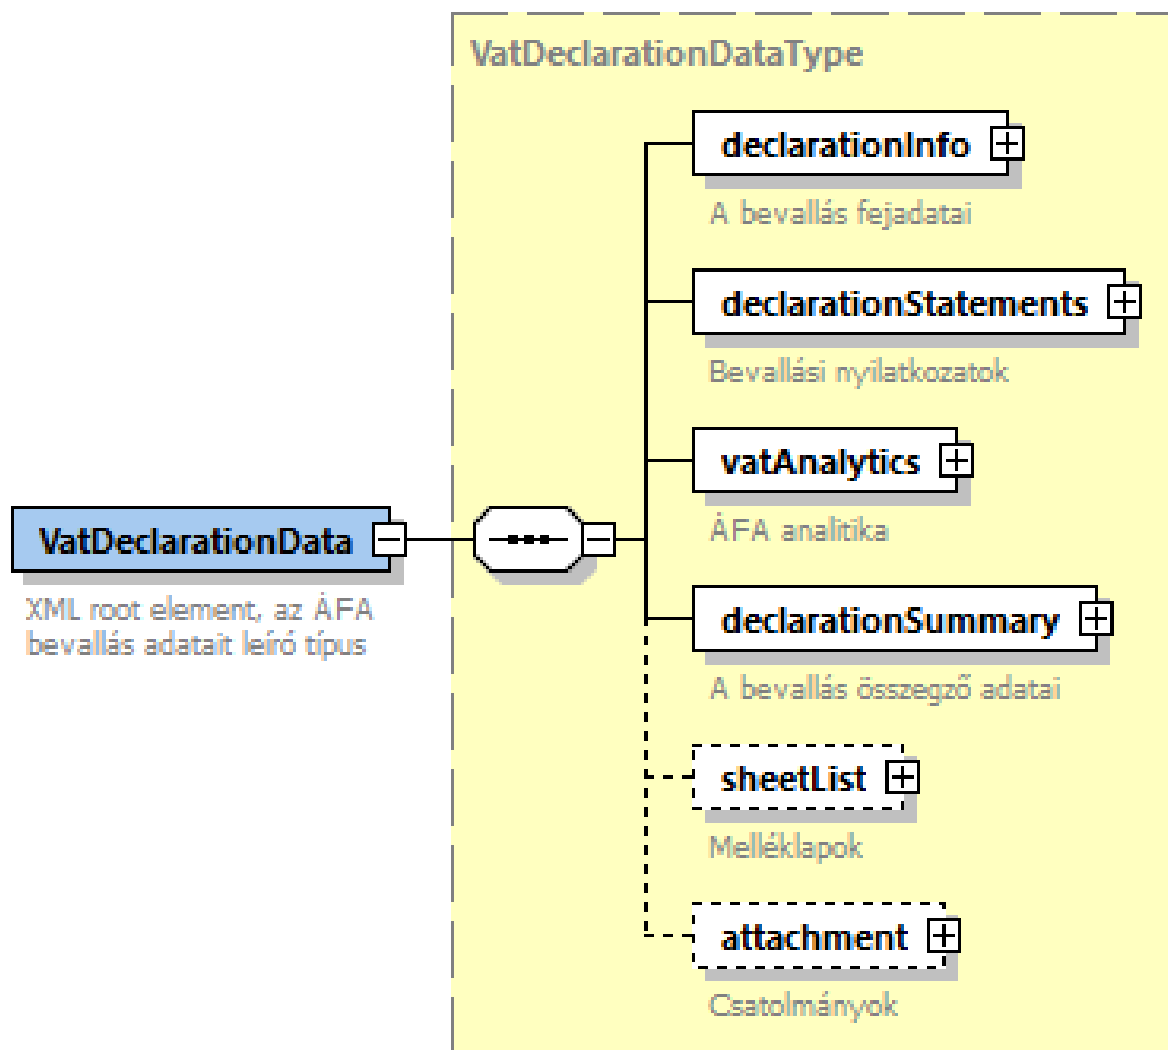 VatDeclarationDataType
declarationInfo
A bevallás fejadatai
declarationStatements
Bevallási nyilatkozatok
vatAnalytics
ÁFA analitika
VatDeclarationData
XML root element, az ÁFA
bevallás adatait leíró típus
declarationSummary
A bevallás összegző adatai
sheetList
Melléklapok
attachment
Csatolmányok